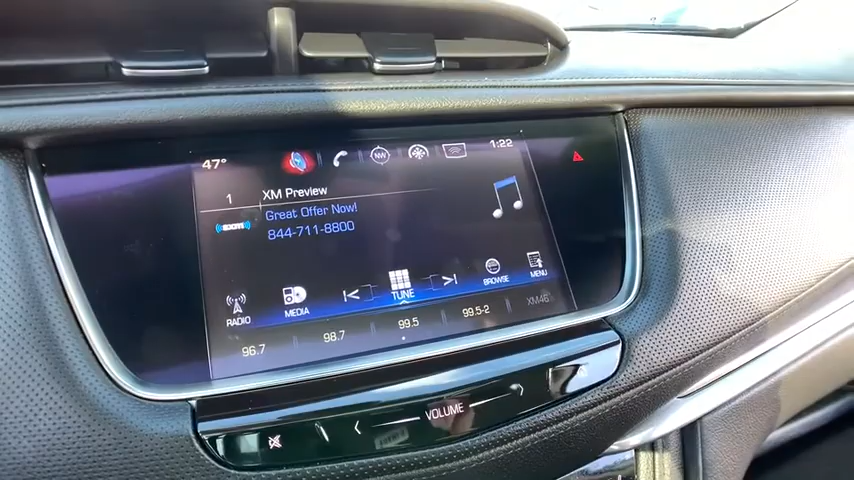 47° NW 1:22
1 XM Preview
Great Offer Now!
844-711-8800
RADIO MEDIA TUNE BROWSE MENU
96.7 98.7 99.5 99.5-2 XM46
VOLUME